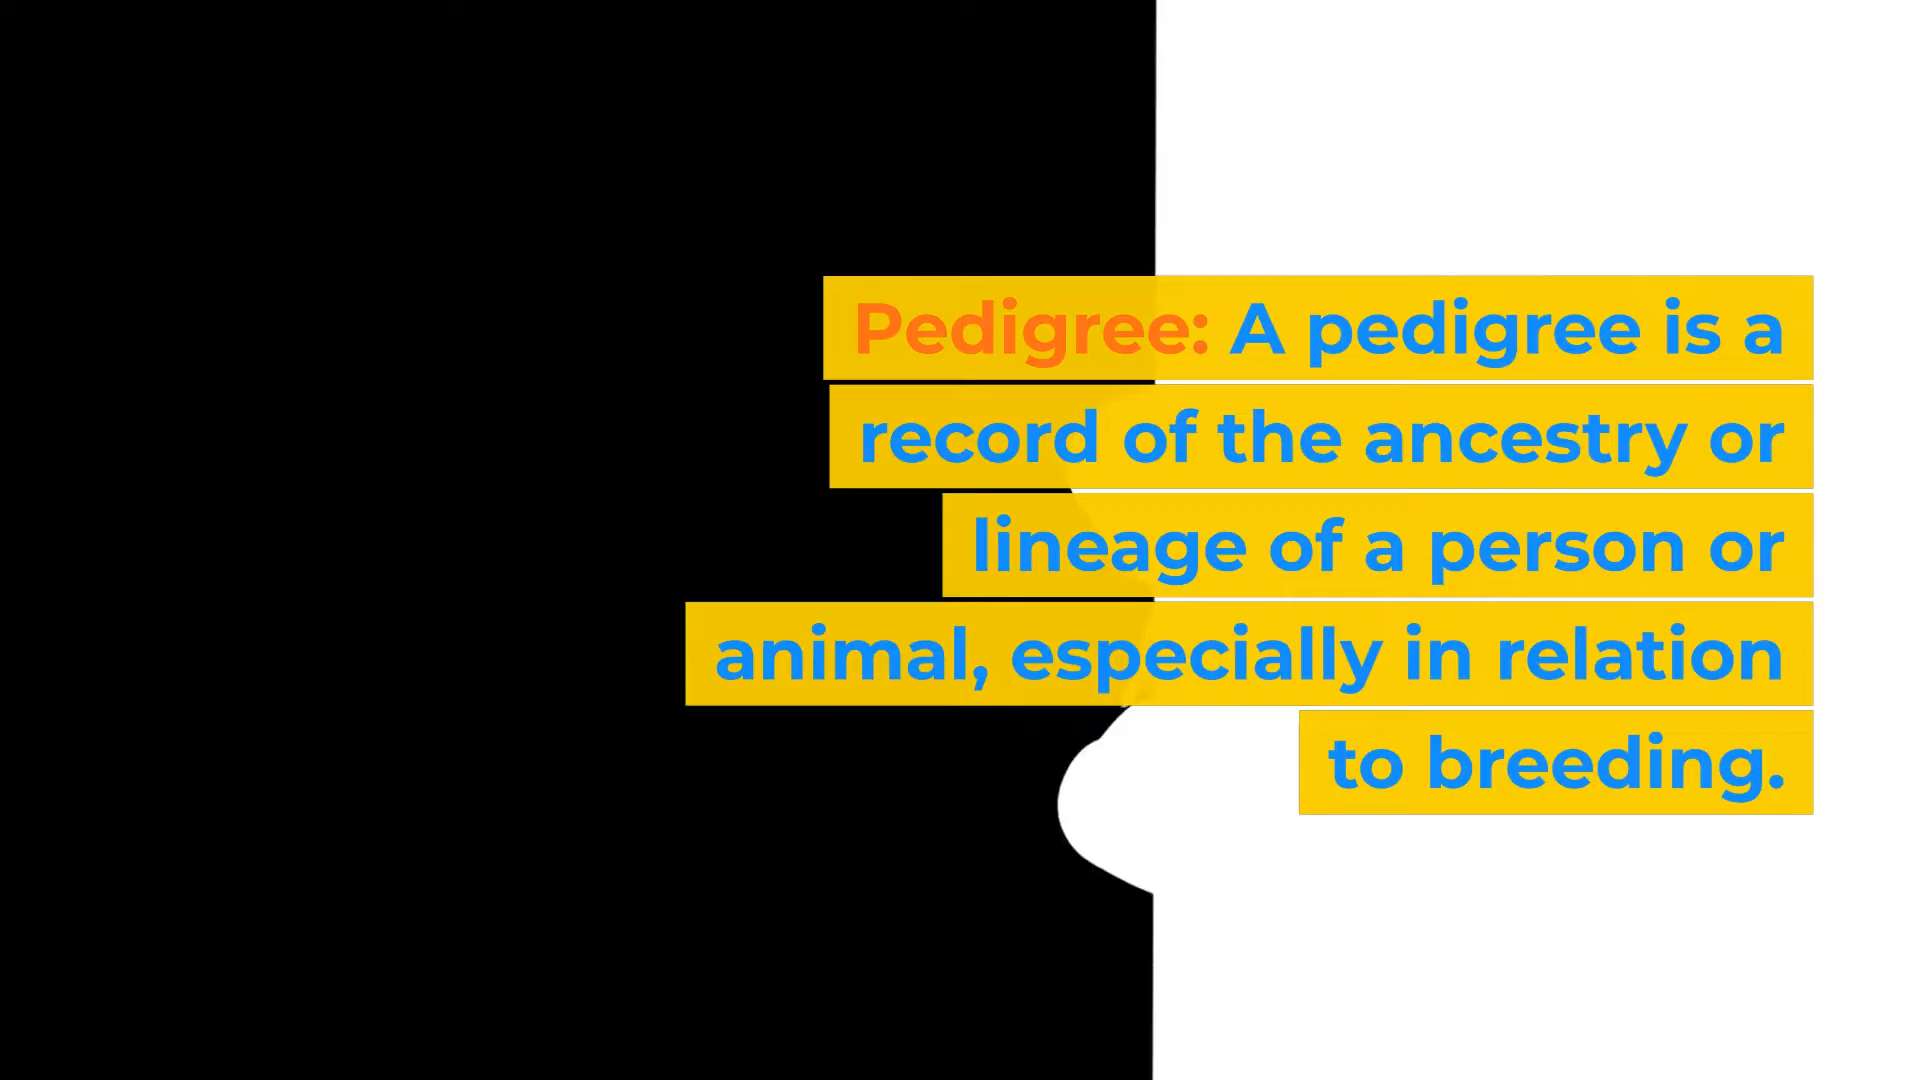 Pedigree: A pedigree is a
record of the ancestry or
lineage of a person or
animal, especially in relation
to breeding.